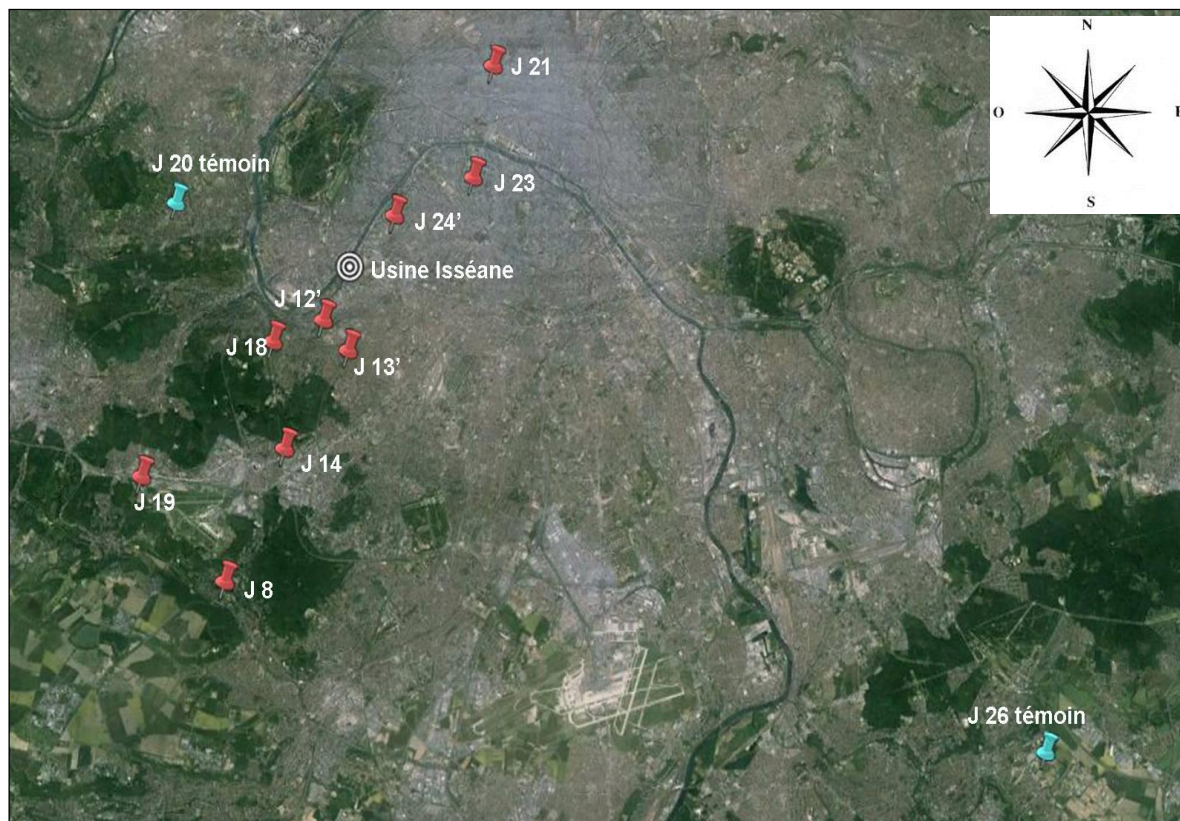 N
J 21
O
J 20 témoin
J 23
S
J 24’
Usine Isséane
J 12’
J 18
J 13’
J 14
J 19
J 8
J 26 témoin